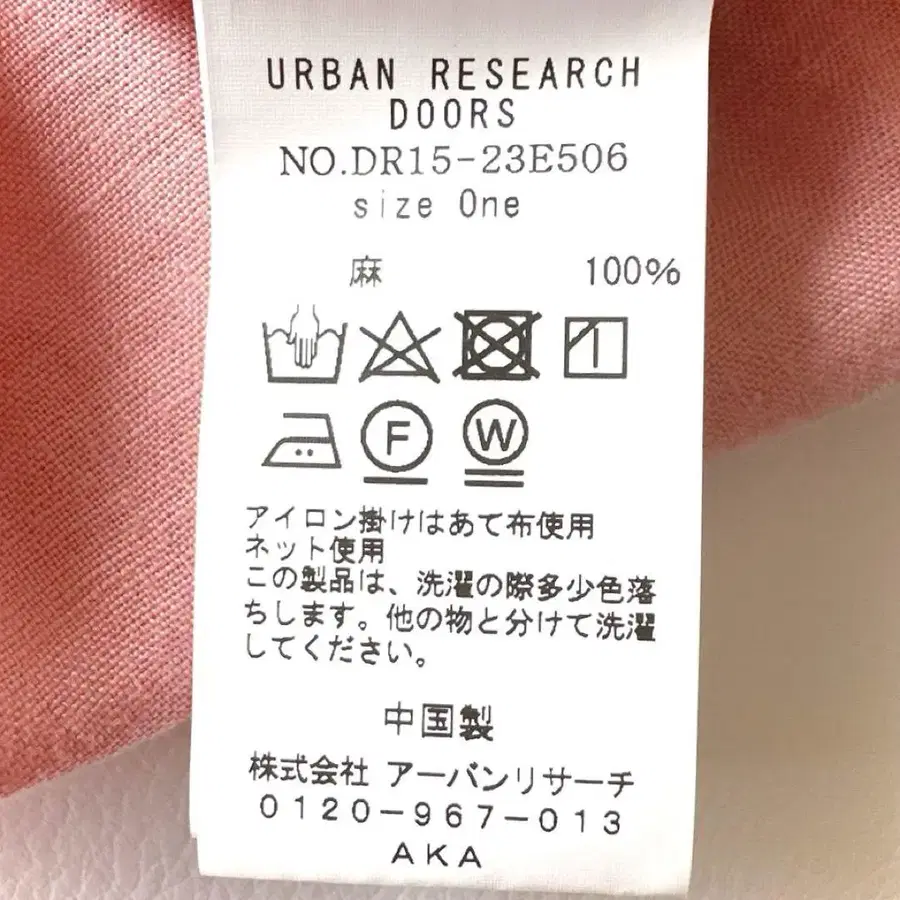 URBAN RESEARCH
DOORS
NO.DR15-23E506
size One
麻 100%
F W
アイロン掛けはあて布使用
ネット使用
この製品は、洗濯の際多少色落
ちします。他の物と分けて洗濯
してください。
中国製
株式会社 アーバンリサーチ
0120-967-013
AKA